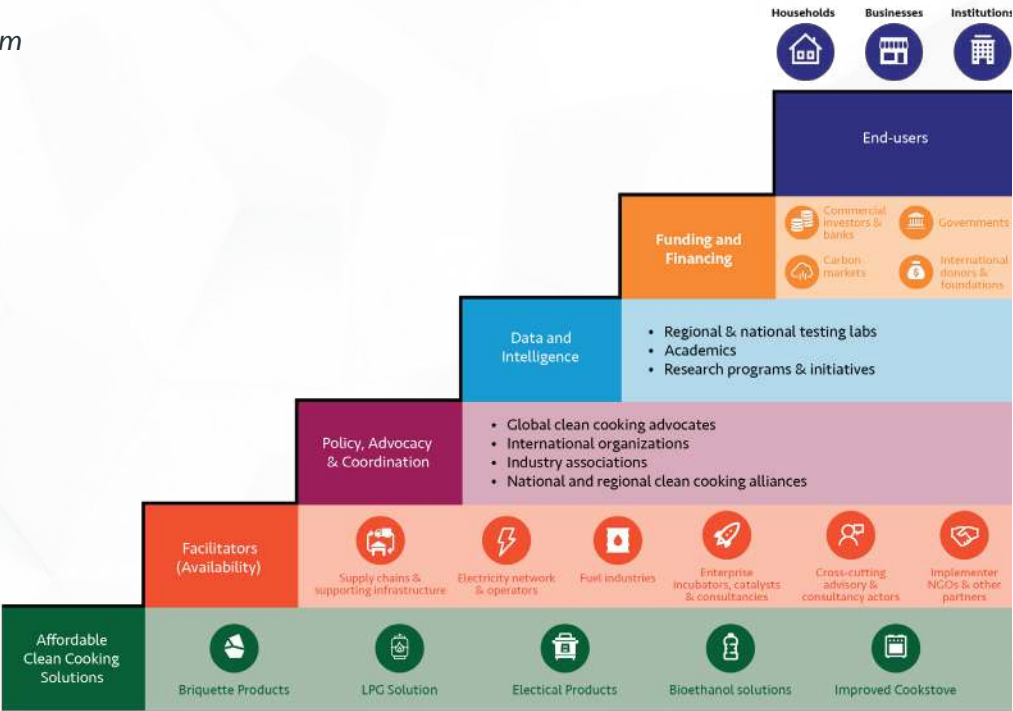 m
Households
Businesses
Institutions
End-users
Funding and
Financing
Commercial
investors &
banks
Governments
Carbon
markets
International
donors &
foundations
Data and
Intelligence
• Regional & national testing labs
• Academics
• Research programs & initiatives
Policy, Advocacy
& Coordination
• Global clean cooking advocates
• International organizations
• Industry associations
• National and regional clean cooking alliances
Facilitators
(Availability)
Supply chains &
supporting infrastructure
Electricity network
& operators
Fuel industries
Enterprise
incubators, catalysts
& consultancies
Cross-cutting
advisory &
consultancy actors
Implementer
NGOs & other
partners
Affordable
Clean Cooking
Solutions
Briquette Products
LPG Solution
Electical Products
Bioethanol solutions
Improved Cookstove